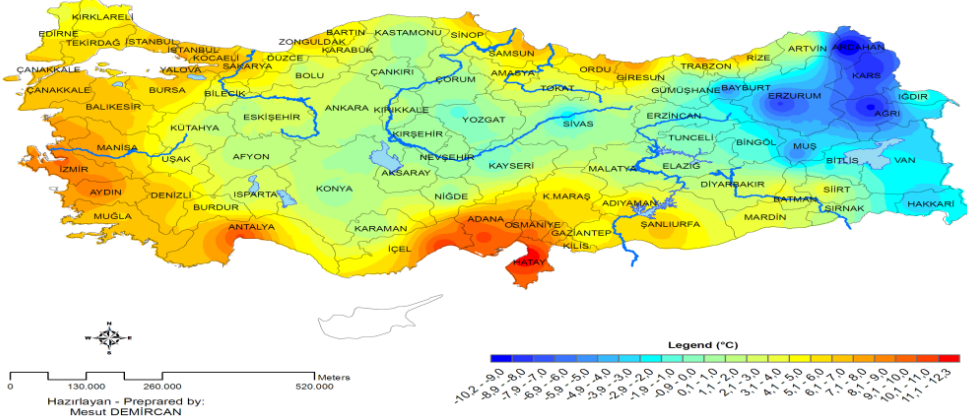 KIRKLARELİ
EDİRNE
TEKİRDAĞ
İSTANBUL
İSTANBUL
KOCAELİ
SAKARYA
YALOVA
DÜZCE
ZONGULDAK
BARTIN
KARABÜK
KASTAMONU
SİNOP
SAMSUN
ORDU
GİRESUN
TRABZON
RİZE
ARTVİN
ARDAHAN
KARS
ÇANAKKALE
ÇANAKKALE
BALIKESİR
BURSA
BİLECİK
BOLU
ÇANKIRI
ÇORUM
AMASYA
TOKAT
GÜMÜŞHANE
BAYBURT
ERZURUM
IĞDIR
AĞRI
KÜTAHYA
ESKİŞEHİR
ANKARA
KIRIKKALE
YOZGAT
SİVAS
ERZİNCAN
TUNCELİ
BİNGÖL
MUŞ
BİTLİS
VAN
MANİSA
UŞAK
AFYON
KIRŞEHİR
NEVŞEHİR
AKSARAY
KAYSERİ
MALATYA
ELAZIĞ
İZMİR
AYDIN
DENİZLİ
ISPARTA
BURDUR
KONYA
NİĞDE
K.MARAŞ
ADIYAMAN
DİYARBAKIR
BATMAN
SİİRT
ŞIRNAK
HAKKARİ
MUĞLA
ANTALYA
KARAMAN
İÇEL
ADANA
OSMANİYE
GAZİANTEP
KİLİS
ŞANLIURFA
MARDİN
HATAY
N
W E
S
0 130.000 260.000 520.000 Meters
Hazırlayan - Preprared by:
Mesut DEMİRCAN
Legend (°C)
-10,2 - -9,0
-8,9 - -8,0
-7,9 - -7,0
-6,9 - -6,0
-5,9 - -5,0
-4,9 - -4,0
-3,9 - -3,0
-2,9 - -2,0
-1,9 - -1,0
-0,9 - 0,0
0,1 - 1,0
1,1 - 2,0
2,1 - 3,0
3,1 - 4,0
4,1 - 5,0
5,1 - 6,0
6,1 - 7,0
7,1 - 8,0
8,1 - 9,0
9,1 - 10,0
10,1 - 11,0
11,1 - 12,3